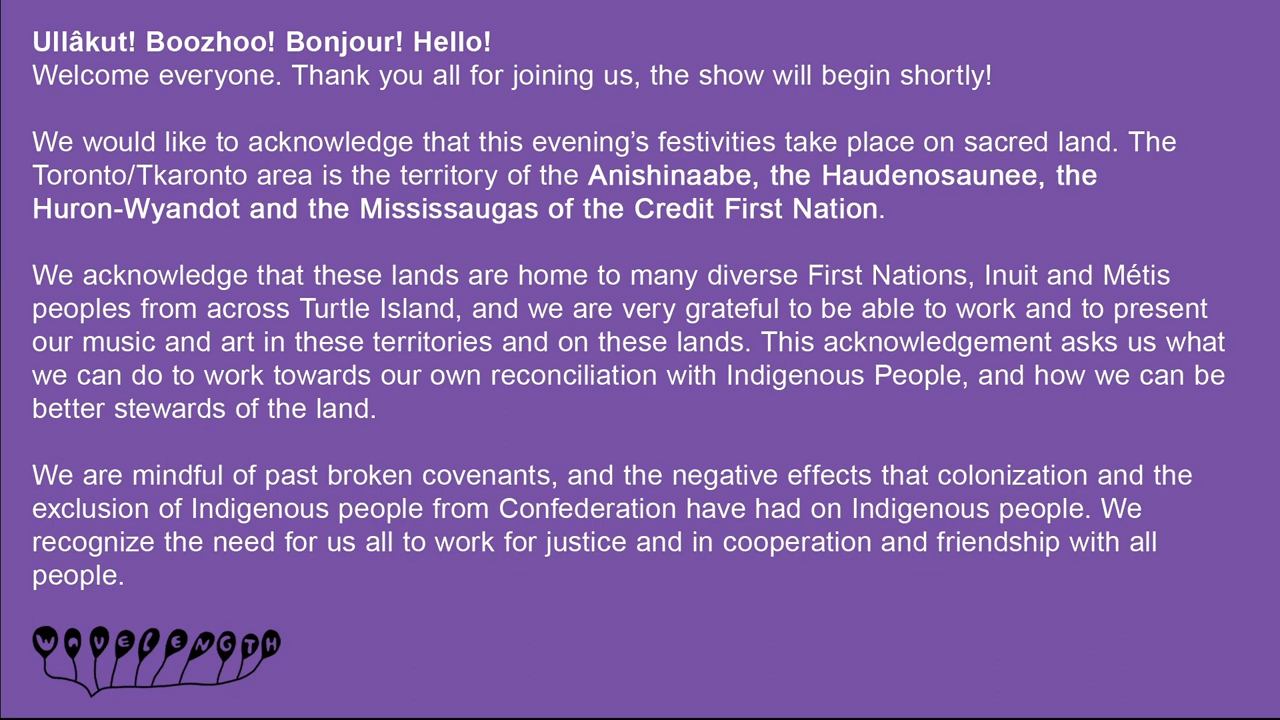 Ullâkut! Boozhoo! Bonjour! Hello!
Welcome everyone. Thank you all for joining us, the show will begin shortly!
We would like to acknowledge that this evening’s festivities take place on sacred land. The
Toronto/Tkaronto area is the territory of the Anishinaabe, the Haudenosaunee, the
Huron-Wyandot and the Mississaugas of the Credit First Nation.
We acknowledge that these lands are home to many diverse First Nations, Inuit and Métis
peoples from across Turtle Island, and we are very grateful to be able to work and to present
our music and art in these territories and on these lands. This acknowledgement asks us what
we can do to work towards our own reconciliation with Indigenous People, and how we can be
better stewards of the land.
We are mindful of past broken covenants, and the negative effects that colonization and the
exclusion of Indigenous people from Confederation have had on Indigenous people. We
recognize the need for us all to work for justice and in cooperation and friendship with all
people.
WAVELENGTH